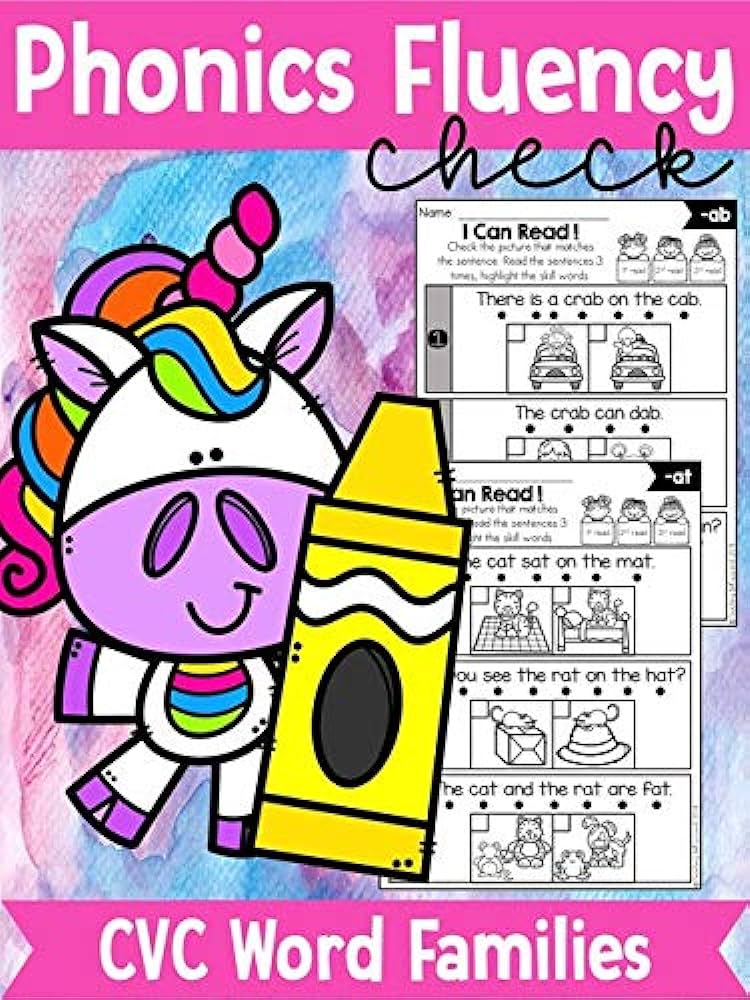 Phonics Fluency
check
Name
-ab
I Can Read!
Check the picture that matches
the sentence. Read the sentences 3
times, highlight the skill words.
1st read 2nd read 3rd read
There is a crab on the cab.
1
The crab can dab.
-at
an Read!
picture that matches
ead the sentences 3
ht the skill words
1st read 2nd read 3rd read
n?
he cat sat on the mat.
ou see the rat on the hat?
he cat and the rat are fat.
CVC Word Families